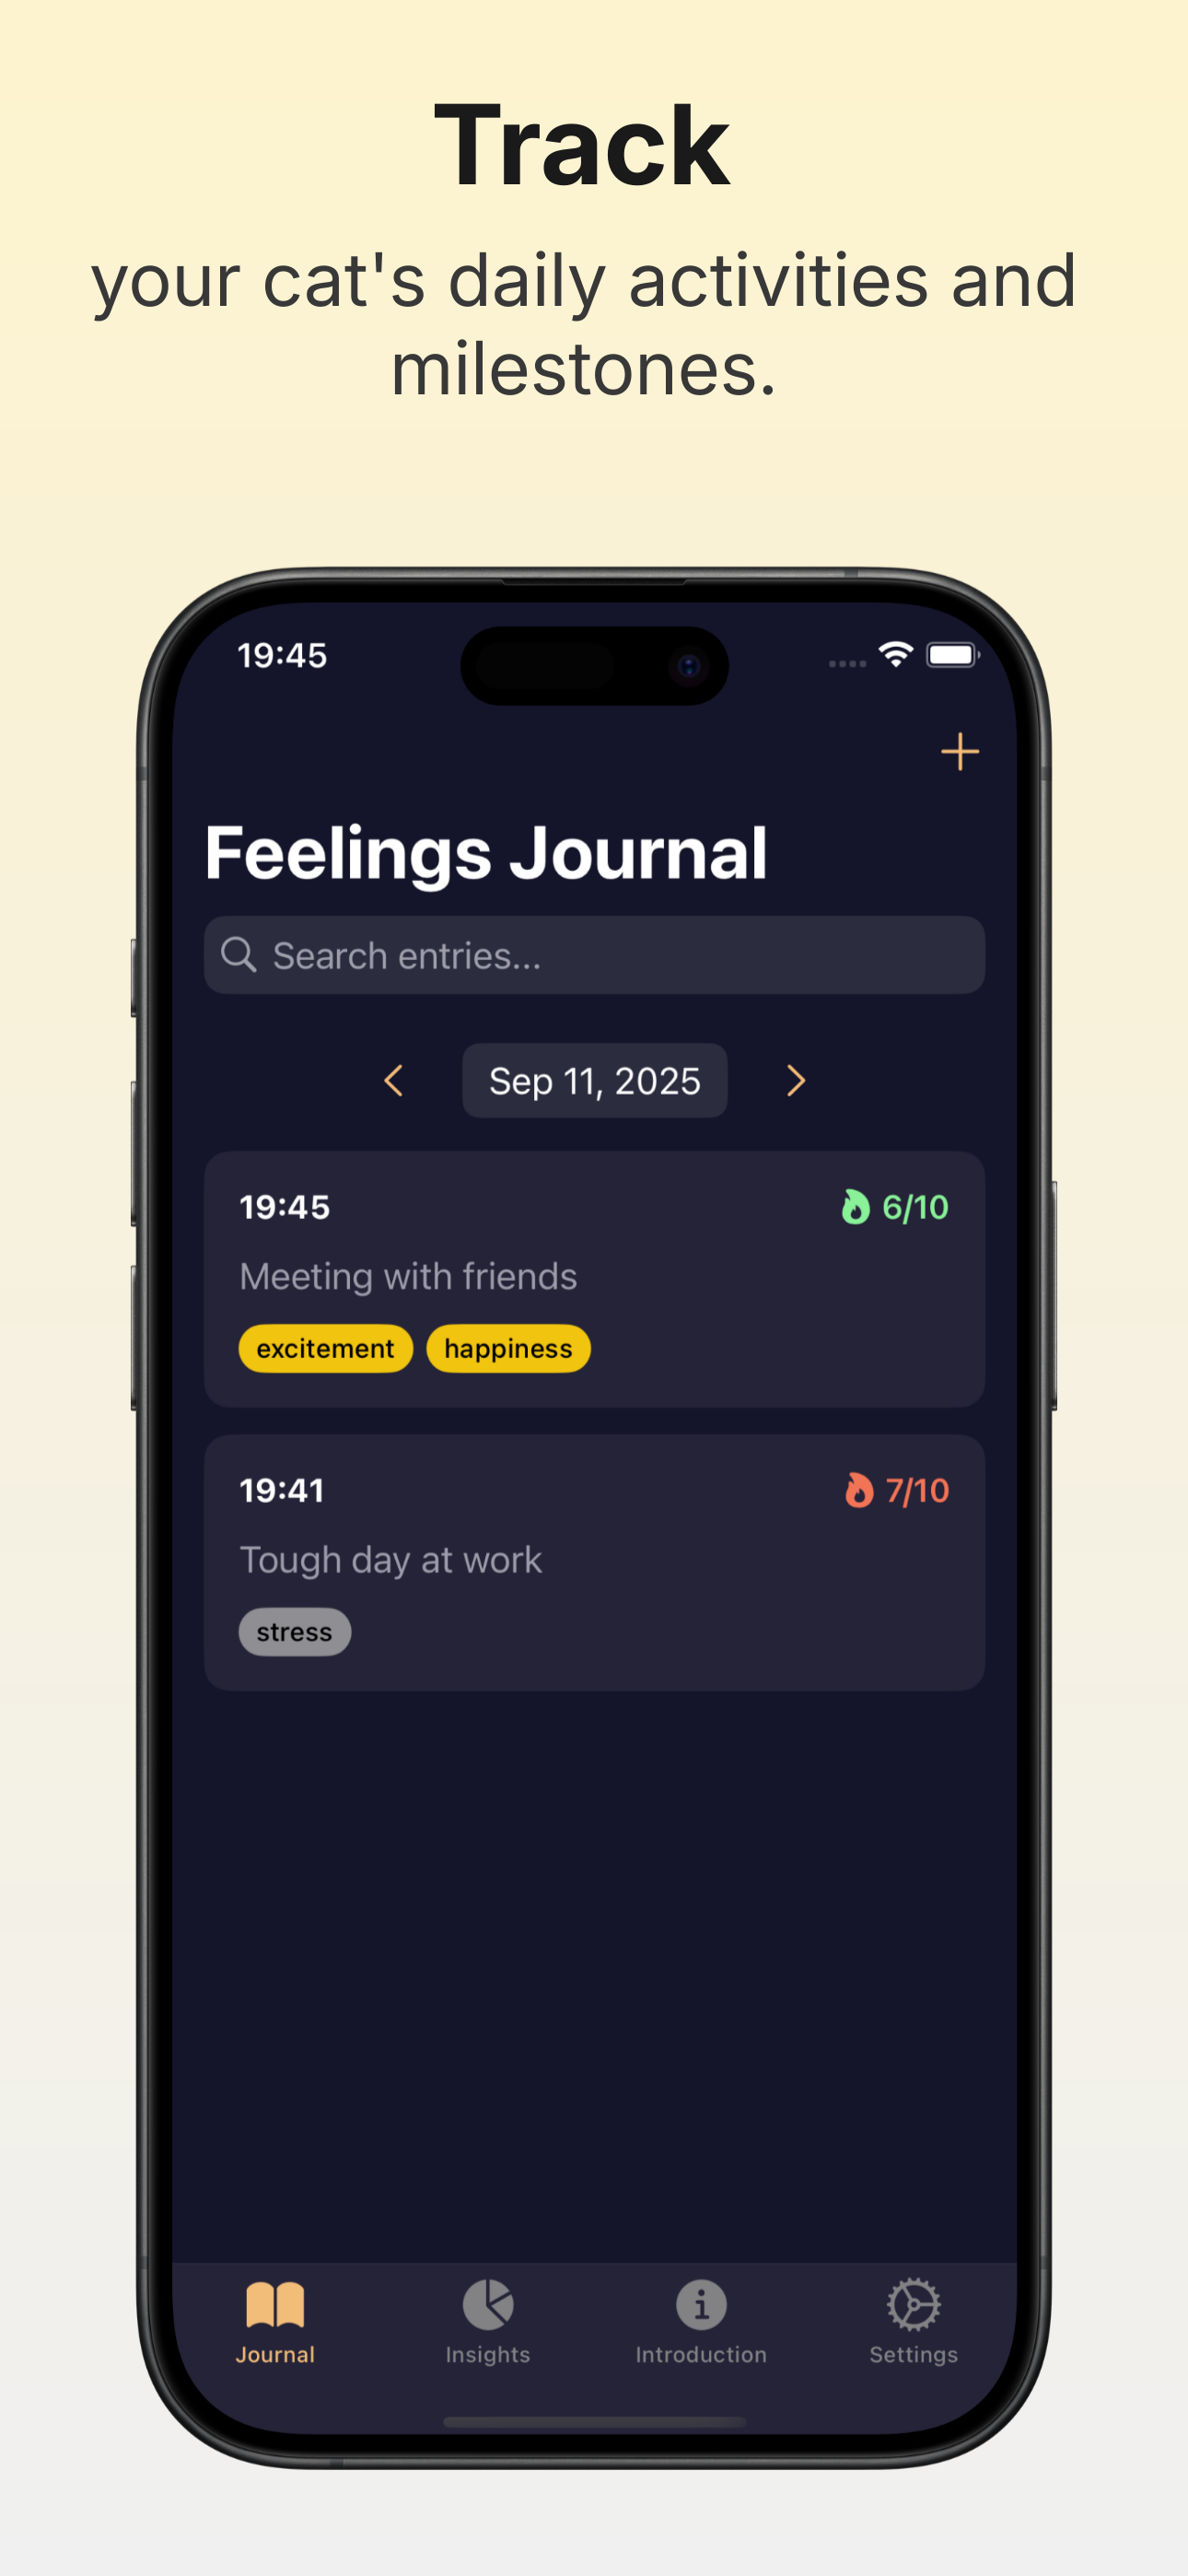 Track
your cat's daily activities and
milestones.
19:45
Feelings Journal
Search entries...
Sep 11, 2025
19:45
6/10
Meeting with friends
excitement
happiness
19:41
7/10
Tough day at work
stress
Journal
Insights
Introduction
Settings